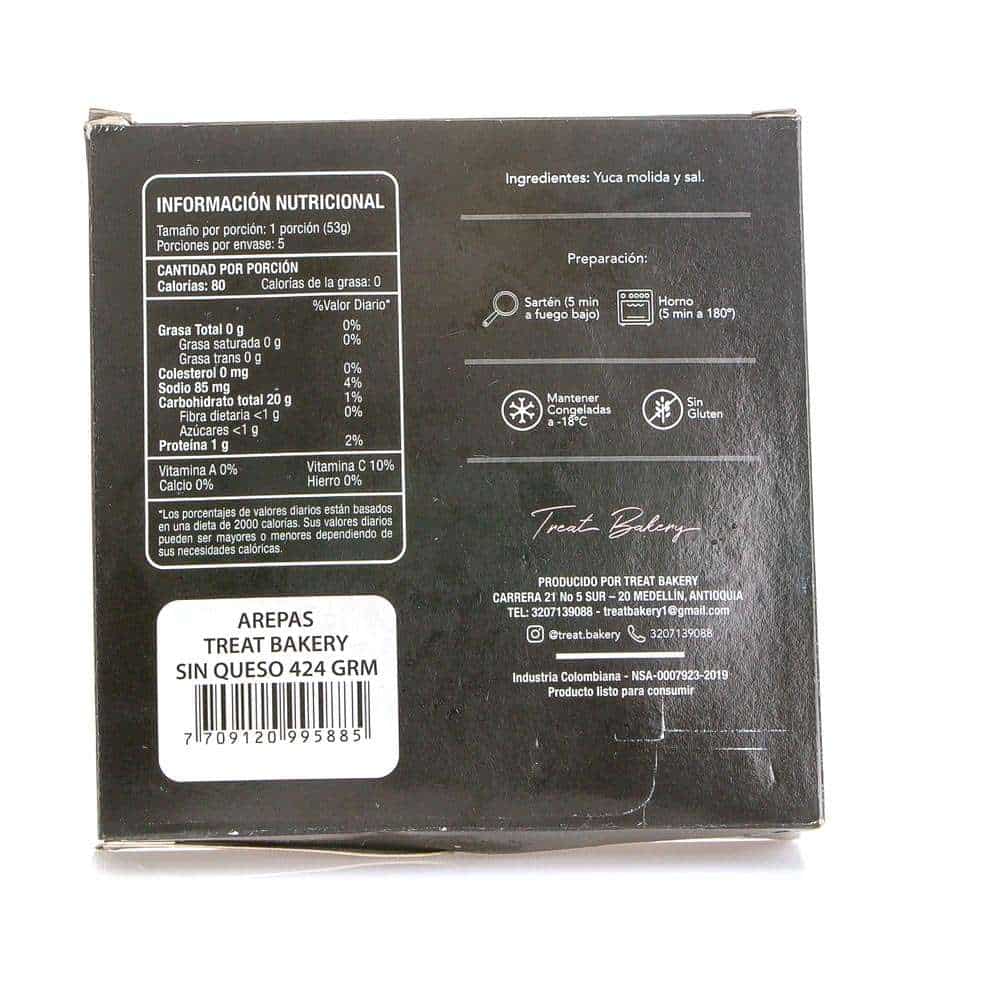 INFORMACIÓN NUTRICIONAL
Tamaño por porción: 1 porción (53g)
Porciones por envase: 5
CANTIDAD POR PORCIÓN
Calorías: 80 Calorías de la grasa: 0
%Valor Diario*
Grasa Total 0 g 0%
Grasa saturada 0 g 0%
Grasa trans 0 g
Colesterol 0 mg 0%
Sodio 85 mg 4%
Carbohidrato total 20 g 1%
Fibra dietaria <1 g 0%
Azúcares <1 g
Proteína 1 g 2%
Vitamina A 0% Vitamina C 10%
Calcio 0% Hierro 0%
*Los porcentajes de valores diarios están basados
en una dieta de 2000 calorías. Sus valores diarios
pueden ser mayores o menores dependiendo de
sus necesidades calóricas.
AREPAS
TREAT BAKERY
SIN QUESO 424 GRM
7 709120 995885
Ingredientes: Yuca molida y sal.
Preparación:
Sartén (5 min
a fuego bajo)
Horno
(5 min a 180º)
Mantener
Congeladas
a -18ºC
Sin
Gluten
Treat Bakery
PRODUCIDO POR TREAT BAKERY
CARRERA 21 No 5 SUR – 20 MEDELLÍN, ANTIOQUIA
TEL: 3207139088 - treatbakery1@gmail.com
@treat.bakery 3207139088
Industria Colombiana - NSA-0007923-2019
Producto listo para consumir